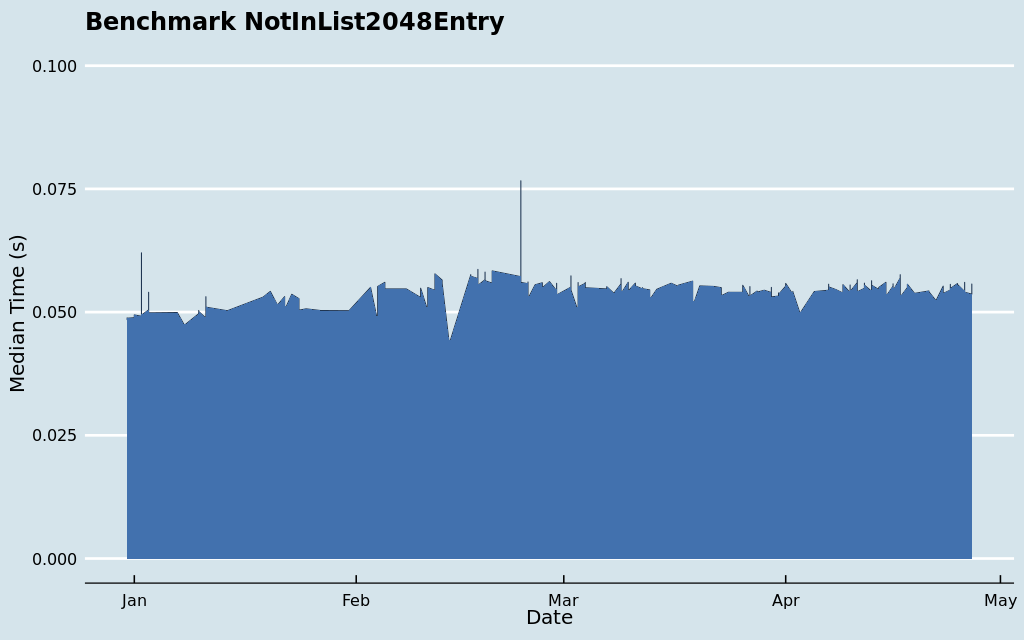 Benchmark NotInList2048Entry
0.100
0.075
0.050
0.025
0.000
Median Time (s)
Jan Feb Mar Apr May
Date